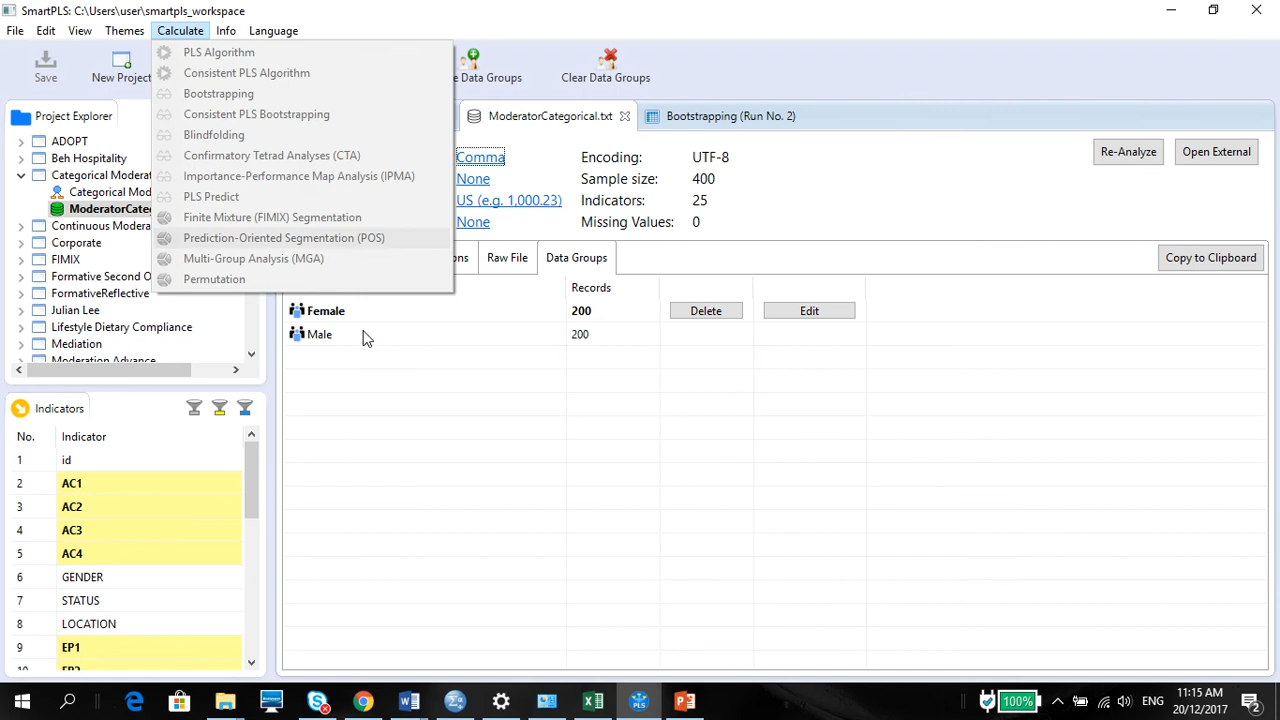 SmartPLS: C:\Users\user\smartpls_workspace
File Edit View Themes Calculate Info Language
Save New Project Data Groups Clear Data Groups
PLS Algorithm
Consistent PLS Algorithm
Bootstrapping
Consistent PLS Bootstrapping
Blindfolding
Confirmatory Tetrad Analyses (CTA)
Importance-Performance Map Analysis (IPMA)
PLS Predict
Finite Mixture (FIMIX) Segmentation
Prediction-Oriented Segmentation (POS)
Multi-Group Analysis (MGA)
Permutation
Project Explorer
ADOPT
Beh Hospitality
Categorical Modera
Categorical Mod
ModeratorCateg
Continuous Modera
Corporate
FIMIX
Formative Second O
FormativeReflective
Julian Lee
Lifestyle Dietary Compliance
Mediation
Moderation Advance
ModeratorCategorical.txt Bootstrapping (Run No. 2)
Comma Encoding: UTF-8 Re-Analyze Open External
None Sample size: 400
US (e.g. 1,000.23) Indicators: 25
None Missing Values: 0
ons Raw File Data Groups Copy to Clipboard
Records
Female 200 Delete Edit
Male 200
Indicators
No. Indicator
1 id
2 AC1
3 AC2
4 AC3
5 AC4
6 GENDER
7 STATUS
8 LOCATION
9 EP1
10 EP2
100% ENG 11:15 AM
20/12/2017 2